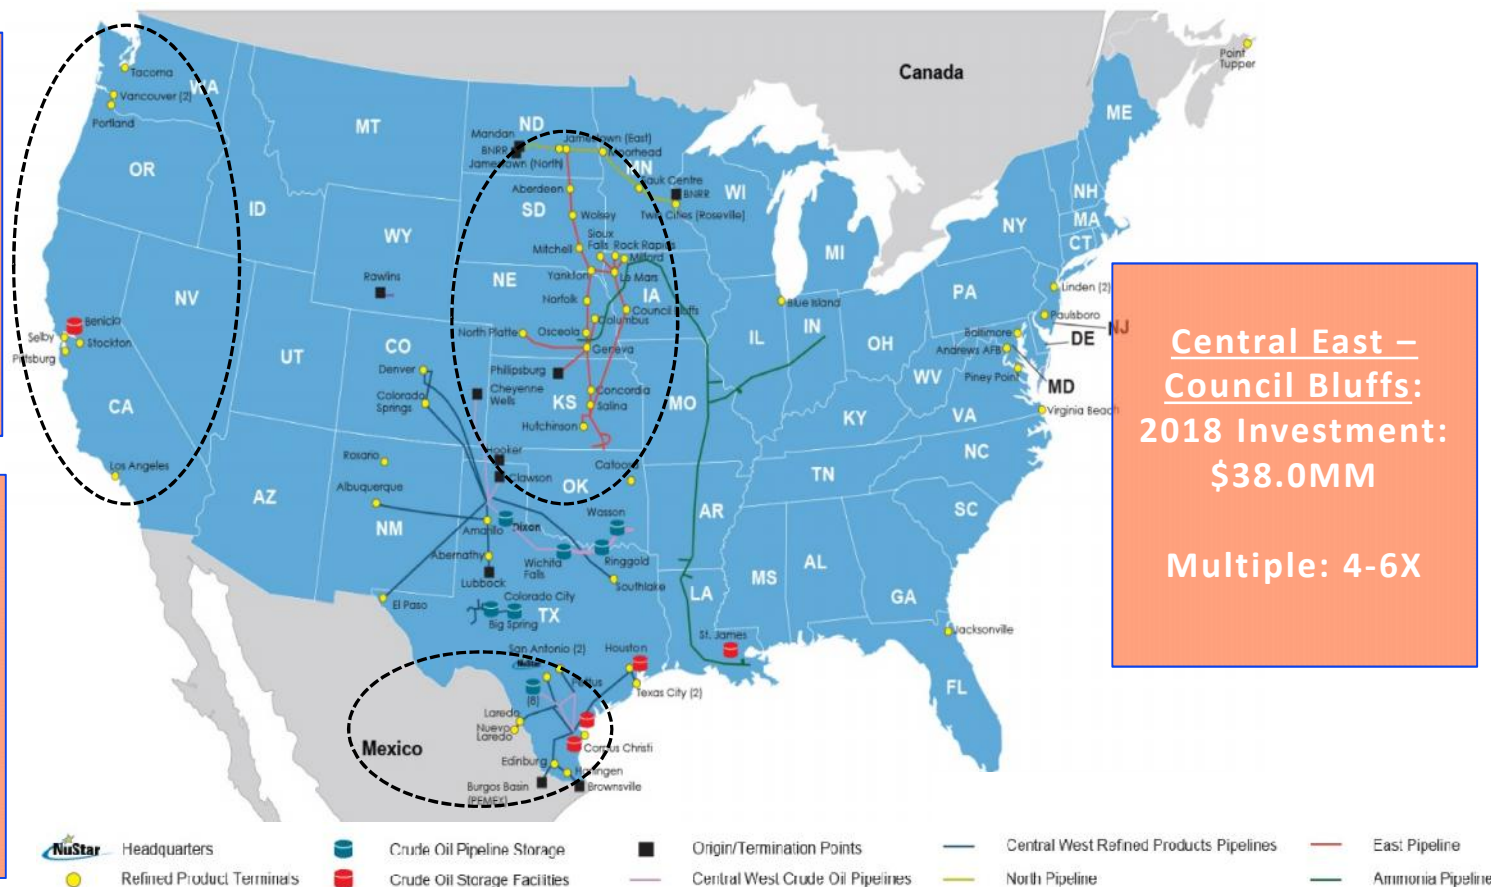 Canada
Point
Tupper
Tacoma
WA
Vancouver (2)
Portland
MT
ND
Mandan
BNRR
Jamestown (East)
Jamestown (North)
Moorhead
MN
Sauk Centre
BNRR
Twin Cities (Roseville)
WI
ME
OR
ID
Aberdeen
SD
Wolsey
Sioux
Falls
Rock Rapids
Mitchell
Milford
Yankton
Le Mars
MI
NY
NH
MA
CT
WY
Rawlins
NE
Norfolk
IA
Council Bluffs
Columbus
North Platte
Osceola
Geneva
Blue Island
PA
Linden (2)
Paulsboro
NJ
DE
Baltimore
Andrews AFB
Piney Point
MD
Virginia Beach
NV
Benicia
Selby
Stockton
Pittsburg
UT
CO
Denver
Colorado
Springs
Phillipsburg
Cheyenne
Wells
Concordia
KS
Salina
Hutchinson
MO
IL
IN
OH
WV
KY
VA
CA
Los Angeles
AZ
Rosario
Albuquerque
NM
Hooker
Clawson
OK
Catoosa
TN
NC
SC
AR
Amarillo
Dixon
Wasson
Abernathy
Wichita
Falls
Ringgold
Lubbock
Southlake
MS
AL
GA
LA
El Paso
Colorado City
Big Spring
TX
Jacksonville
San Antonio (2)
NuStar
Houston
St. James
Pettus
(8)
Texas City (2)
FL
Laredo
Nuevo
Laredo
Mexico
Corpus Christi
Edinburg
Harlingen
Burgos Basin
(PEMEX)
Brownsville
Central East –
Council Bluffs:
2018 Investment:
$38.0MM
Multiple: 4-6X
NuStar Headquarters
Crude Oil Pipeline Storage
Origin/Termination Points
Central West Refined Products Pipelines
East Pipeline
Refined Product Terminals
Crude Oil Storage Facilities
Central West Crude Oil Pipelines
North Pipeline
Ammonia Pipeline